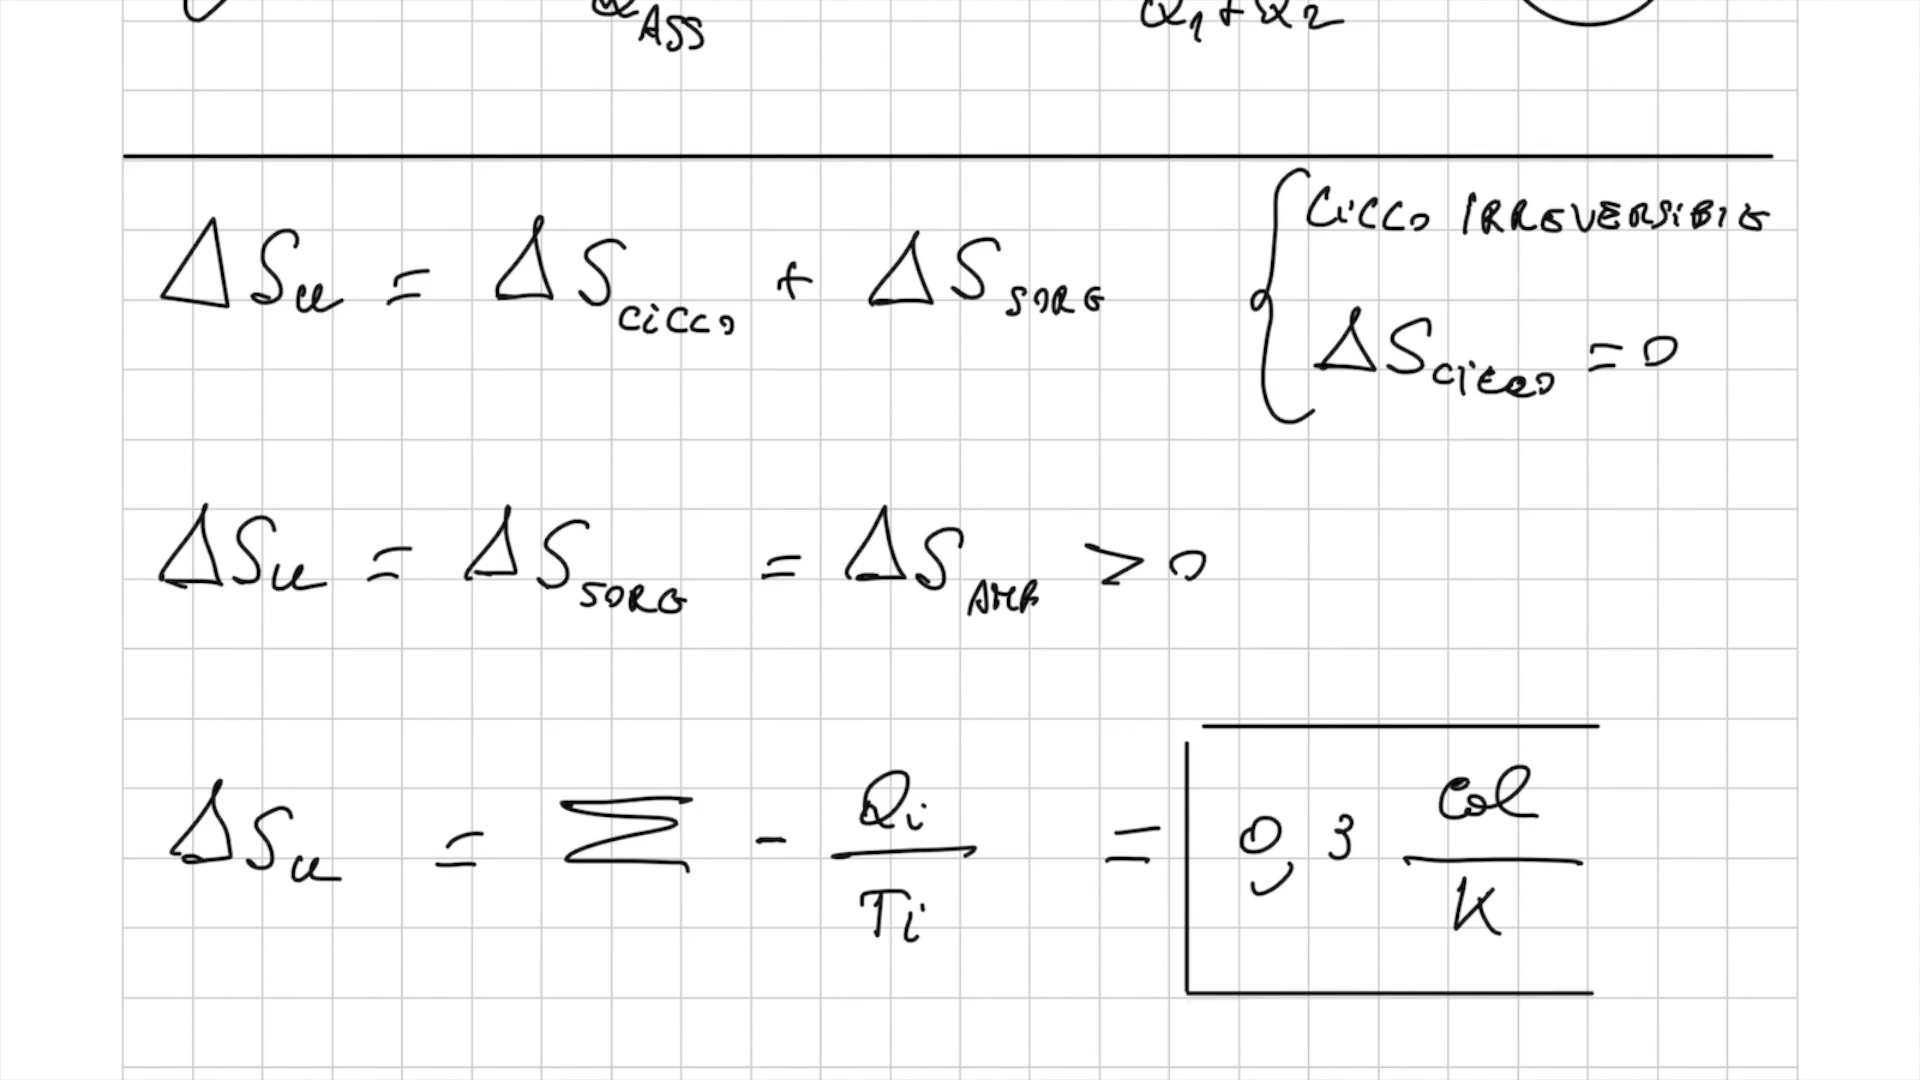 Q_ASS Q_1 + Q_2
ΔS_u = ΔS_CICLO + ΔS_SORG { CICLO IRREVERSIBILE
ΔS_CICLO = 0
ΔS_u = ΔS_SORG = ΔS_AMB > 0
ΔS_u = Σ - Q_i / T_i = 0,3 cal / K